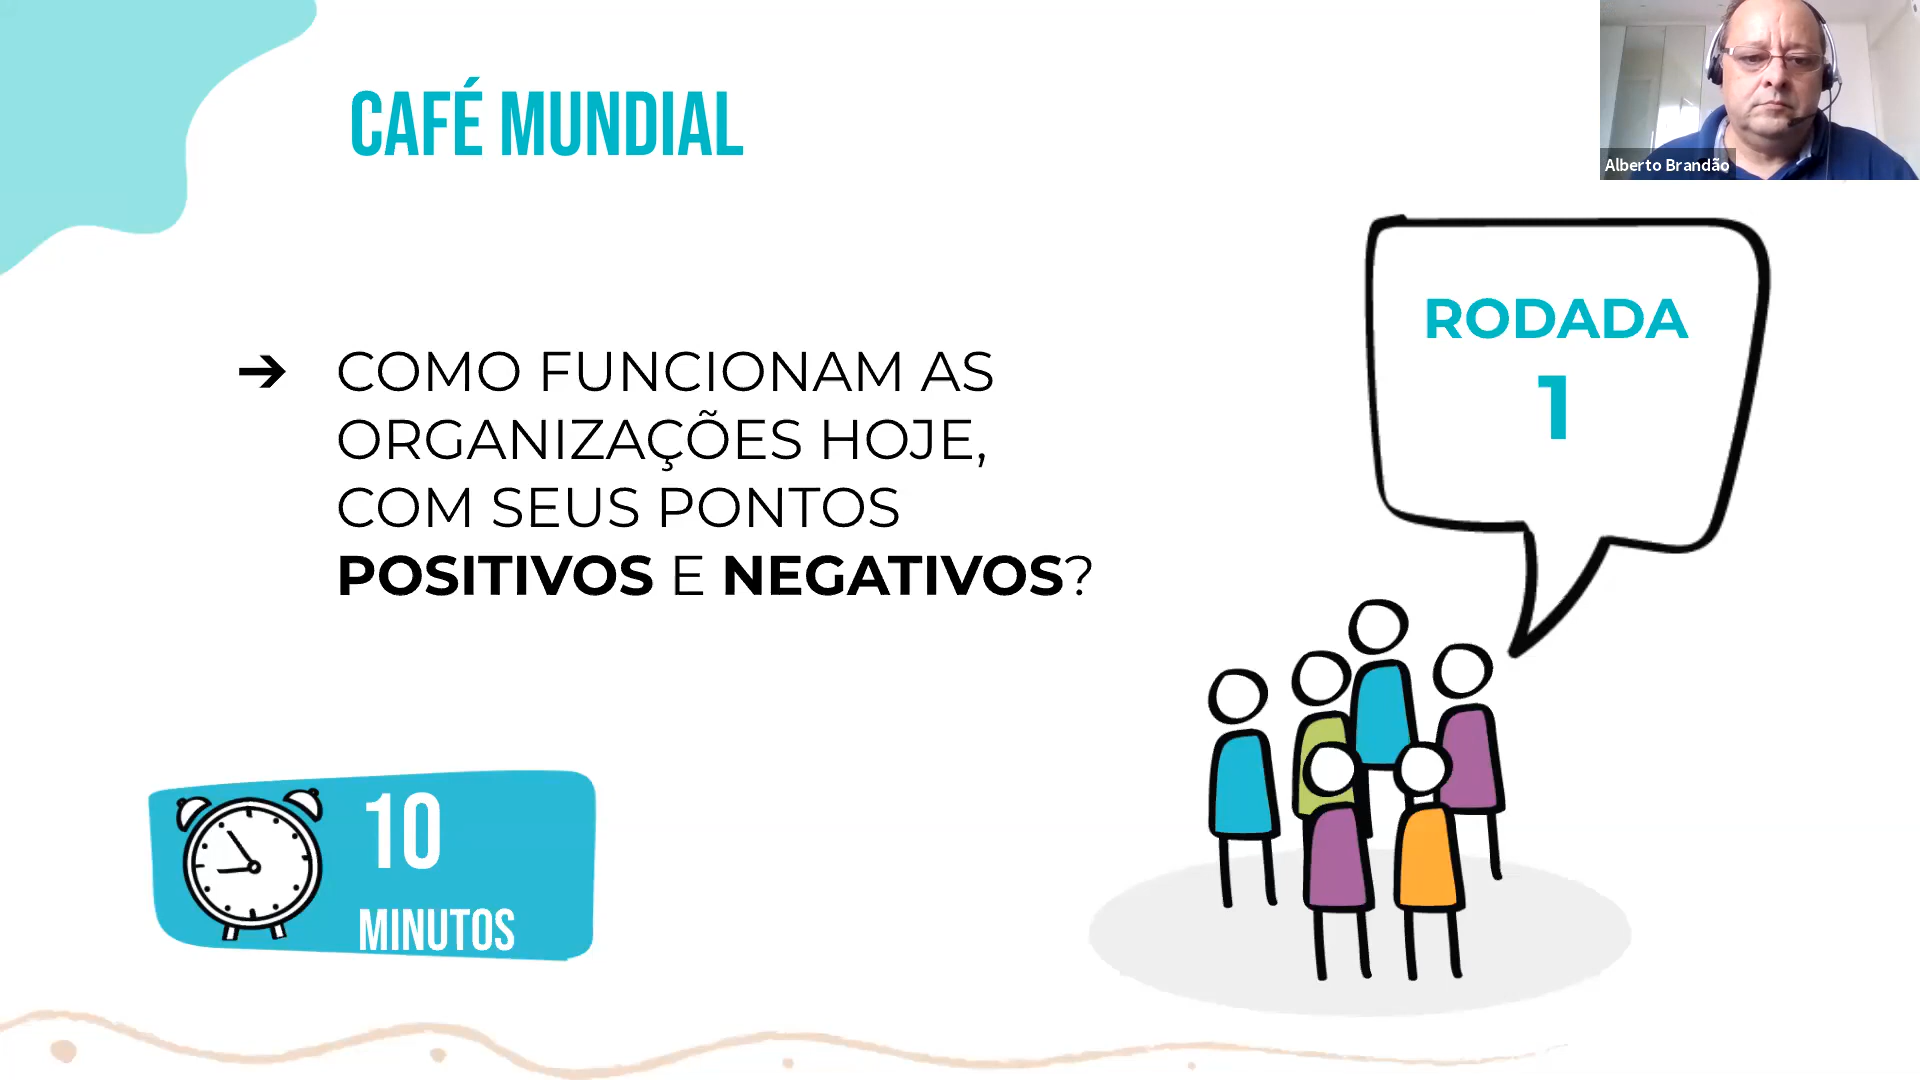 CAFÉ MUNDIAL
Alberto Brandão
RODADA
1
➔ COMO FUNCIONAM AS
ORGANIZAÇÕES HOJE,
COM SEUS PONTOS
POSITIVOS E NEGATIVOS?
10
MINUTOS